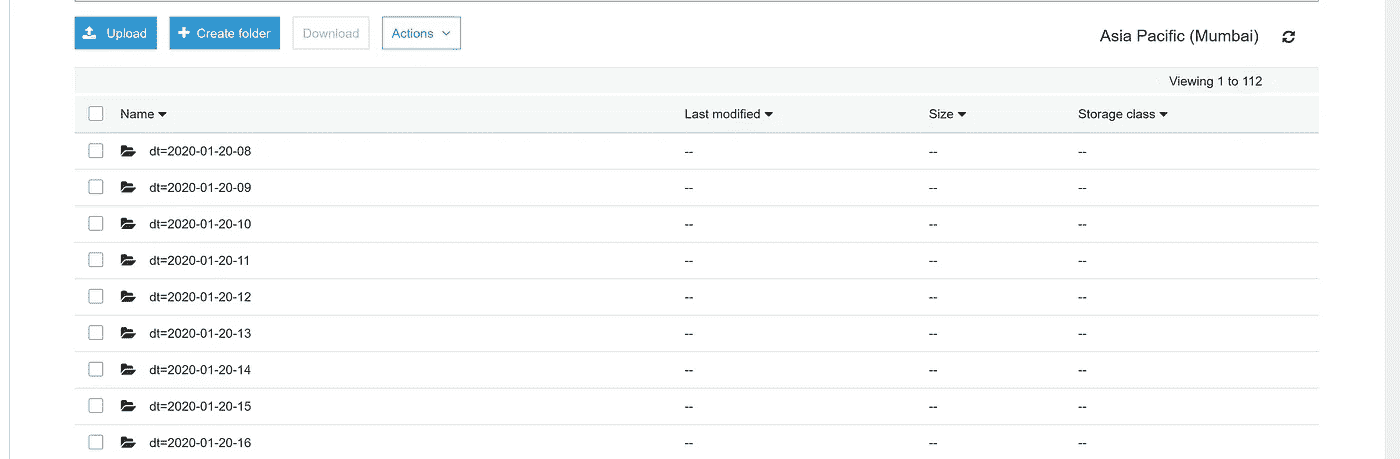 Upload Create folder Download Actions Asia Pacific (Mumbai)
Viewing 1 to 112
Name Last modified Size Storage class
dt=2020-01-20-08 -- -- --
dt=2020-01-20-09 -- -- --
dt=2020-01-20-10 -- -- --
dt=2020-01-20-11 -- -- --
dt=2020-01-20-12 -- -- --
dt=2020-01-20-13 -- -- --
dt=2020-01-20-14 -- -- --
dt=2020-01-20-15 -- -- --
dt=2020-01-20-16 -- -- --